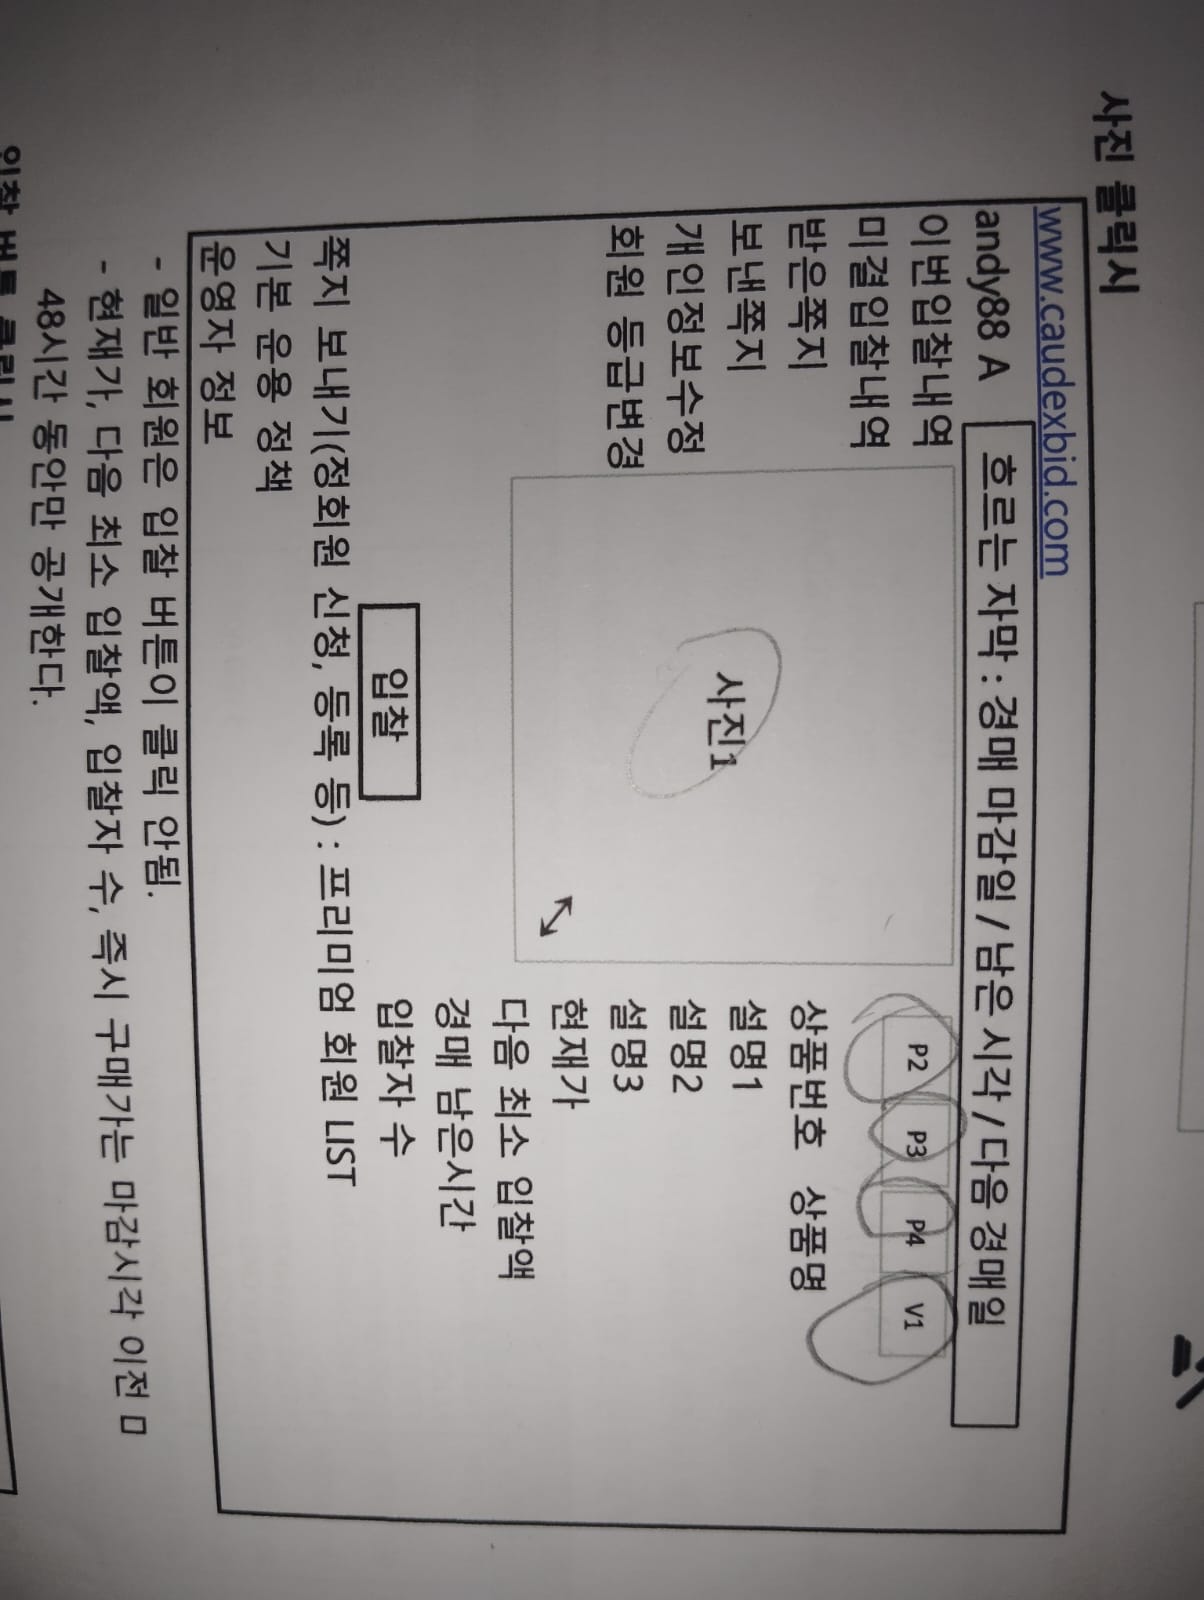 사진 클릭시
www.caudexbid.com
andy88 A
흐르는 자막 : 경매 마감일 / 남은 시각 / 다음 경매일
이번입찰내역
미결입찰내역
받은쪽지
보낸쪽지
개인정보수정
회원 등급변경
사진1
P2 P3 P4 V1
상품번호 상품명
설명1
설명2
설명3
현재가
다음 최소 입찰액
경매 남은시간
입찰자 수
입찰
쪽지 보내기(정회원 신청, 등록 등) : 프리미엄 회원 LIST
기본 운용 정책
운영자 정보
- 일반 회원은 입찰 버튼이 클릭 안됨.
- 현재가, 다음 최소 입찰액, 입찰자 수, 즉시 구매가는 마감시각 이전
48시간 동안만 공개한다.